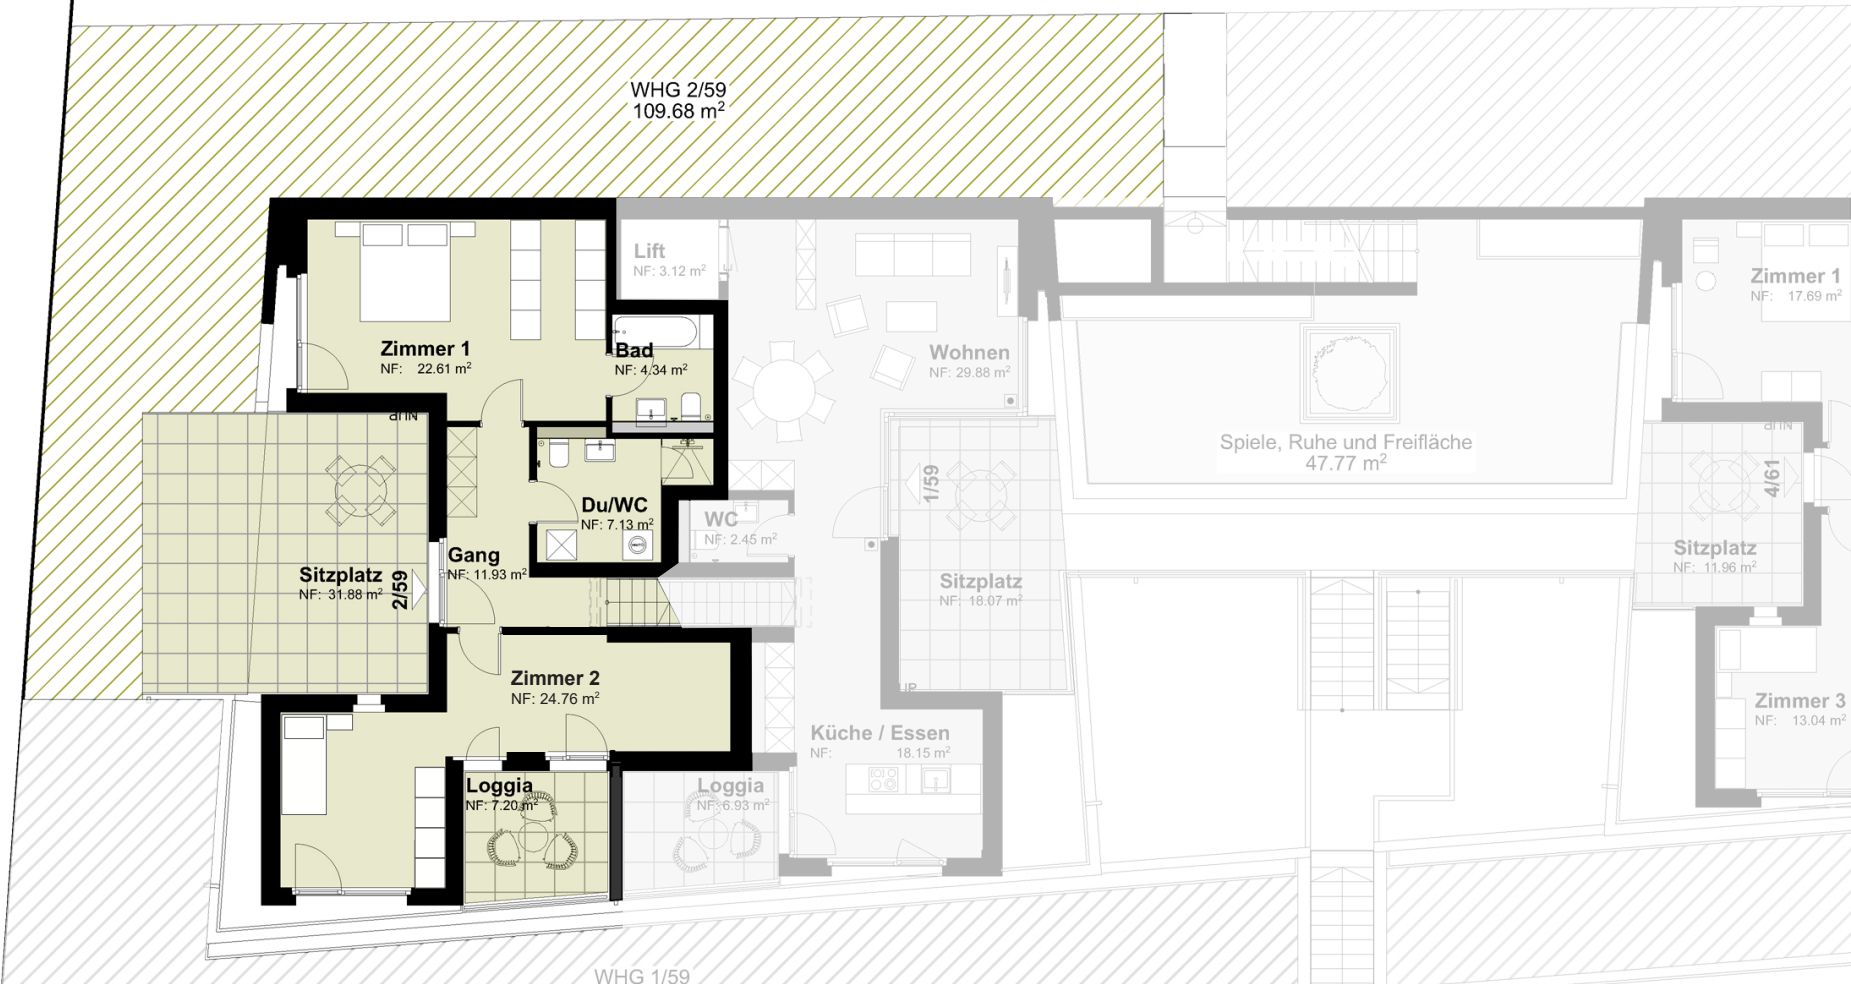 WHG 2/59
109.68 m²
Lift
NF: 3.12 m²
Zimmer 1
NF: 22.61 m²
Bad
NF: 4.34 m²
Wohnen
NF: 29.88 m²
Zimmer 1
NF: 17.69 m²
Spiele, Ruhe und Freifläche
47.77 m²
1/59
4/61
Du/WC
NF: 7.13 m²
WC
NF: 2.45 m²
Gang
NF: 11.93 m²
Sitzplatz
NF: 31.88 m²
2/59
Sitzplatz
NF: 18.07 m²
Sitzplatz
NF: 11.96 m²
Zimmer 2
NF: 24.76 m²
Küche / Essen
NF: 18.15 m²
Zimmer 3
NF: 13.04 m²
Loggia
NF: 7.20 m²
Loggia
NF: 6.93 m²
WHG 1/59